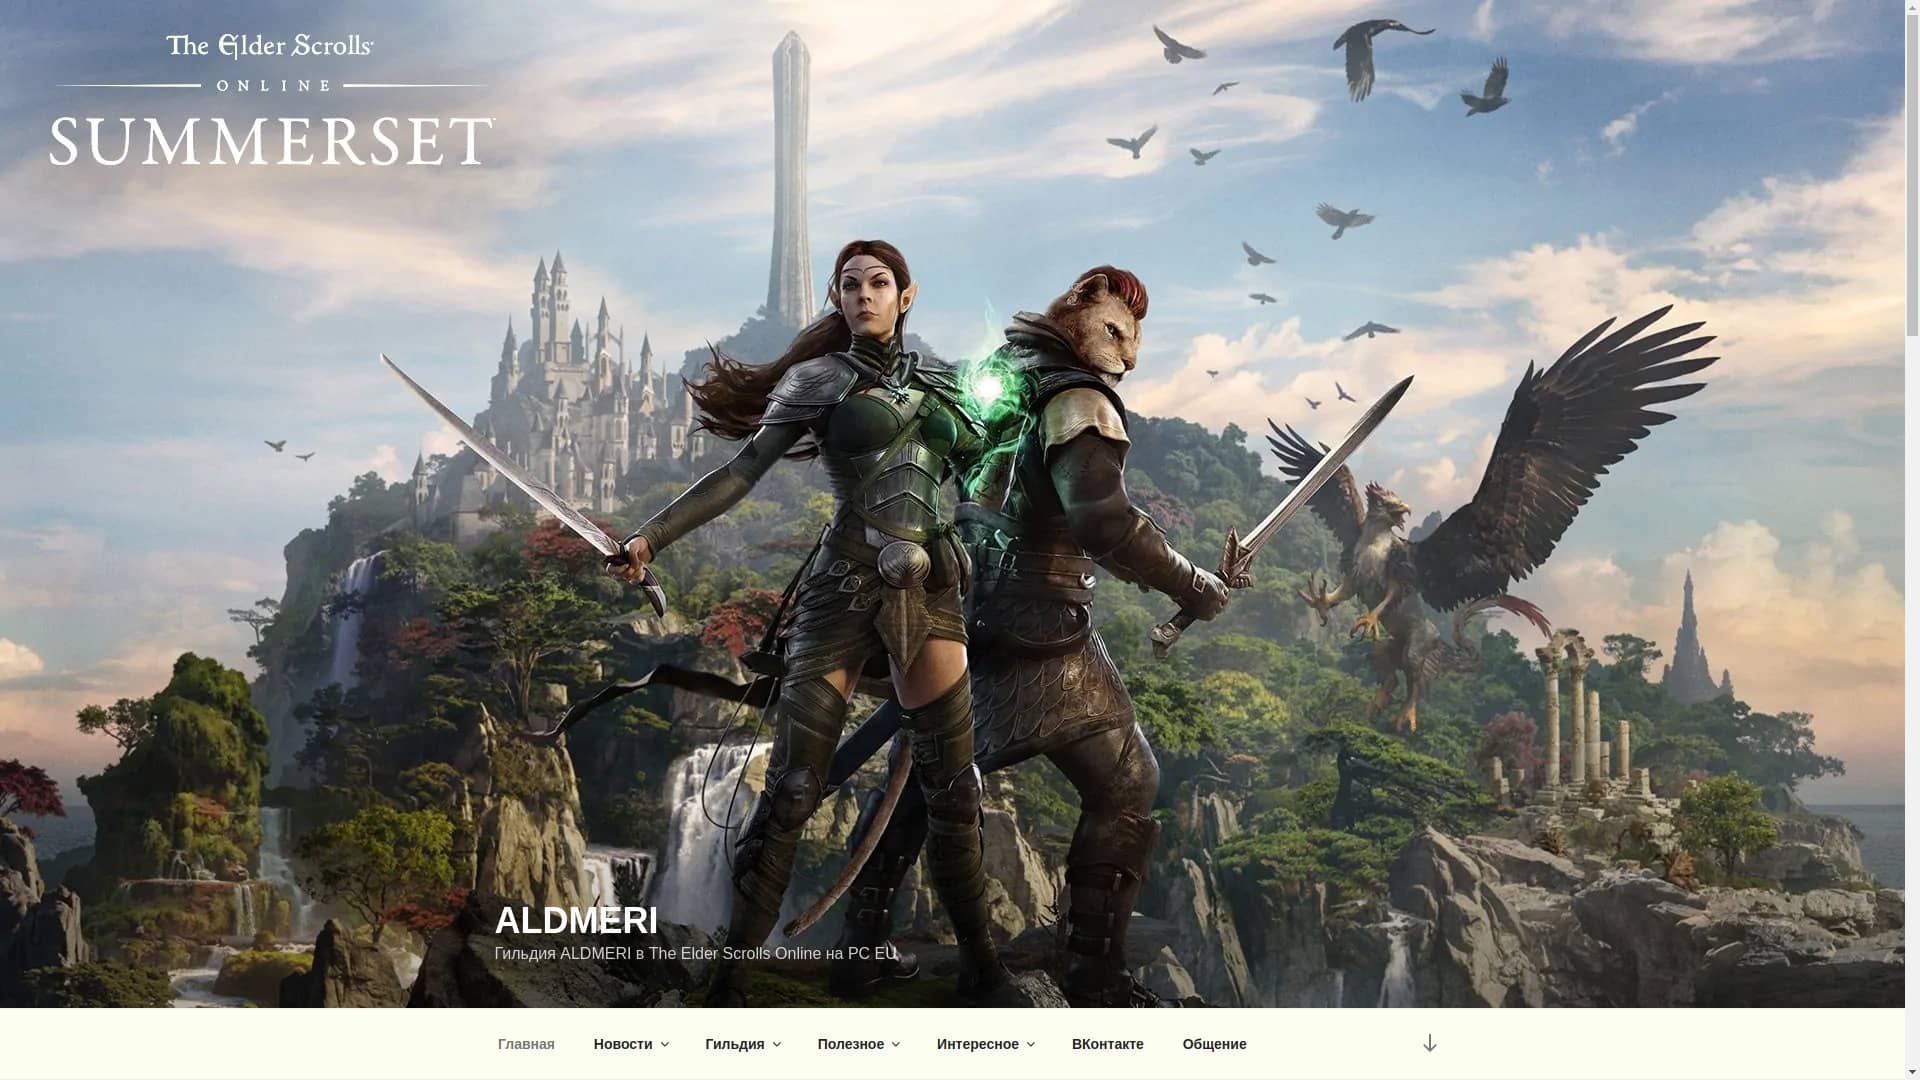 The Elder Scrolls
ONLINE
SUMMERSET
ALDMERI
Гильдия ALDMERI в The Elder Scrolls Online на PC EU
Главная Новости Гильдия Полезное Интересное ВКонтакте Общение